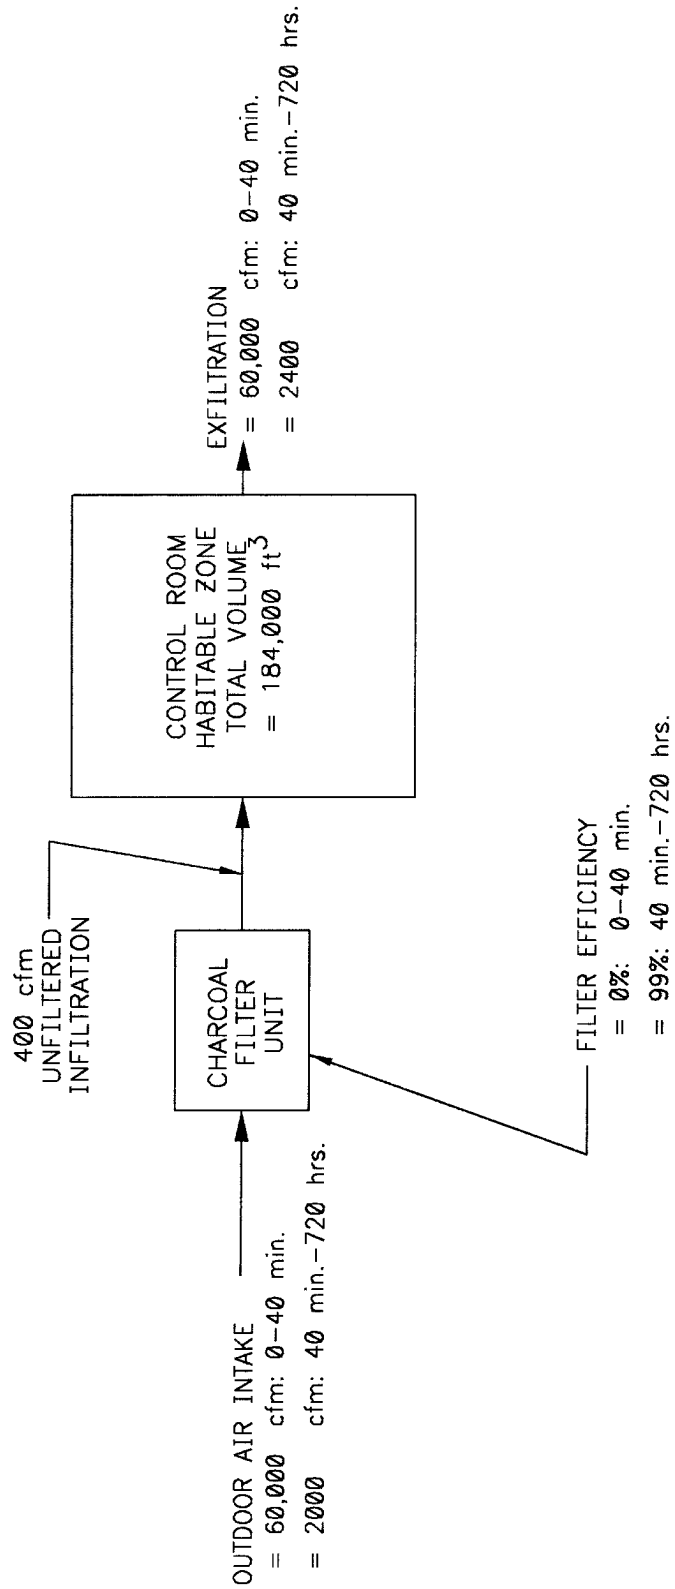 OUTDOOR AIR INTAKE
= 60,000 cfm: 0-40 min.
= 2000 cfm: 40 min.-720 hrs.
CHARCOAL
FILTER
UNIT
400 cfm
UNFILTERED
INFILTRATION
FILTER EFFICIENCY
= 0%: 0-40 min.
= 99%: 40 min.-720 hrs.
CONTROL ROOM
HABITABLE ZONE
TOTAL VOLUME
= 184,000 ft³
EXFILTRATION
= 60,000 cfm: 0-40 min.
= 2400 cfm: 40 min.-720 hrs.